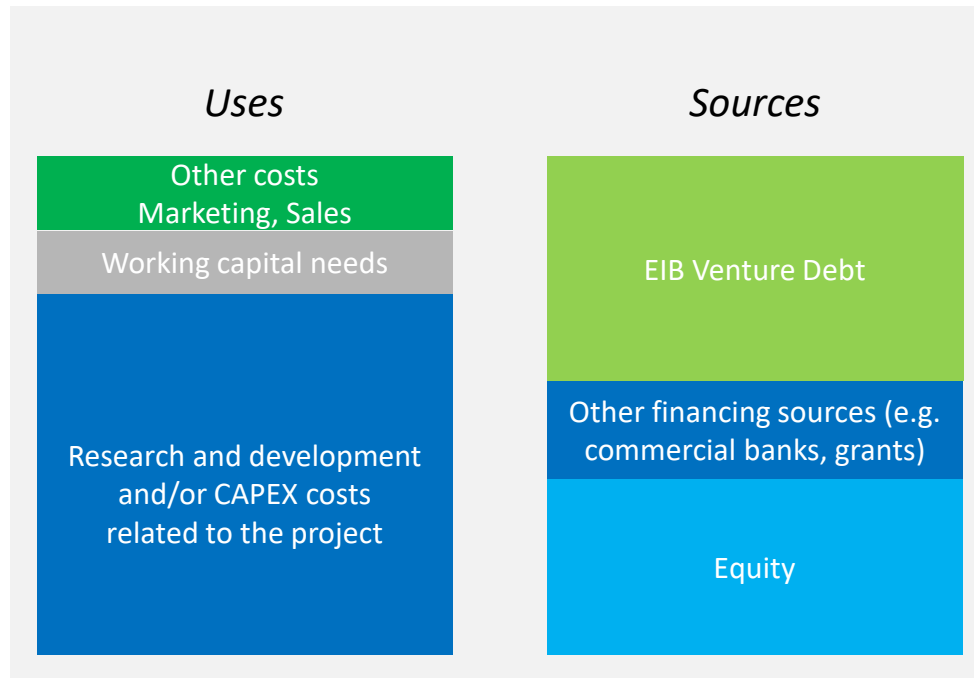 Uses
Other costs
Marketing, Sales
Working capital needs
Research and development
and/or CAPEX costs
related to the project
Sources
EIB Venture Debt
Other financing sources (e.g.
commercial banks, grants)
Equity